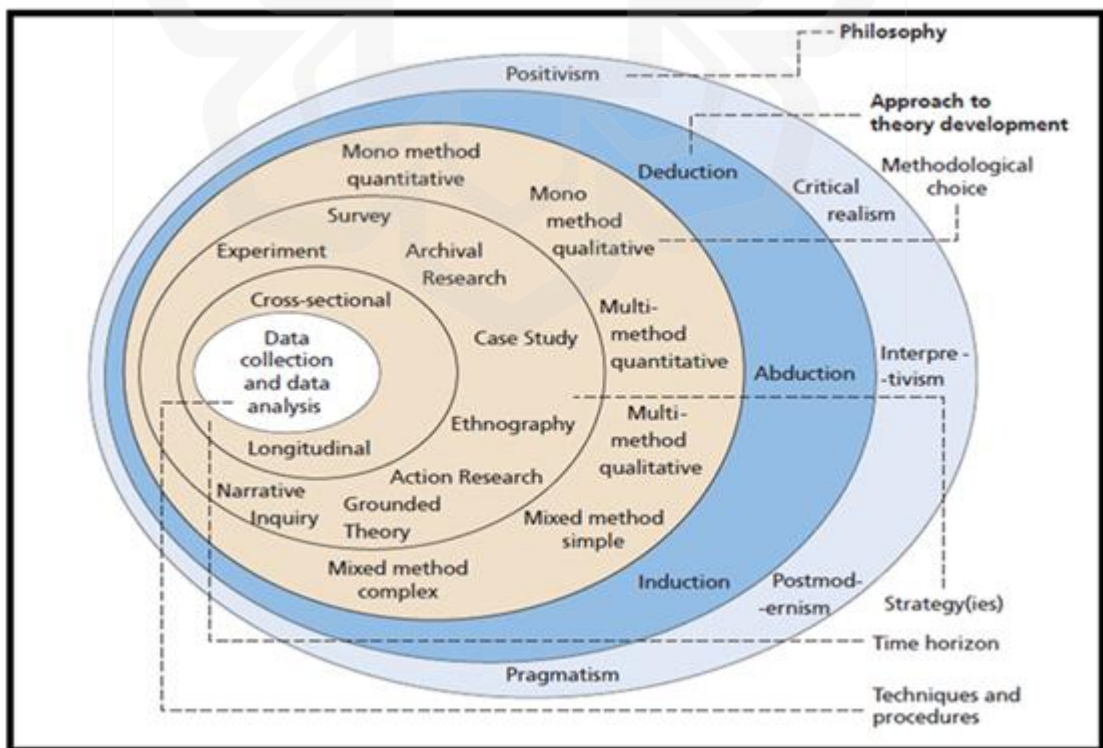 Philosophy
Positivism
Approach to
theory development
Mono method
quantitative
Deduction
Methodological
choice
Critical
realism
Mono
method
qualitative
Survey
Experiment
Archival
Research
Cross-sectional
Multi-
method
quantitative
Data
collection
and data
analysis
Case Study
Abduction
Interpre-
-tivism
Ethnography
Multi-
method
qualitative
Longitudinal
Action Research
Narrative
Inquiry
Grounded
Theory
Mixed method
simple
Mixed method
complex
Induction
Postmod-
-ernism
Strategy(ies)
Time horizon
Pragmatism
Techniques and
procedures